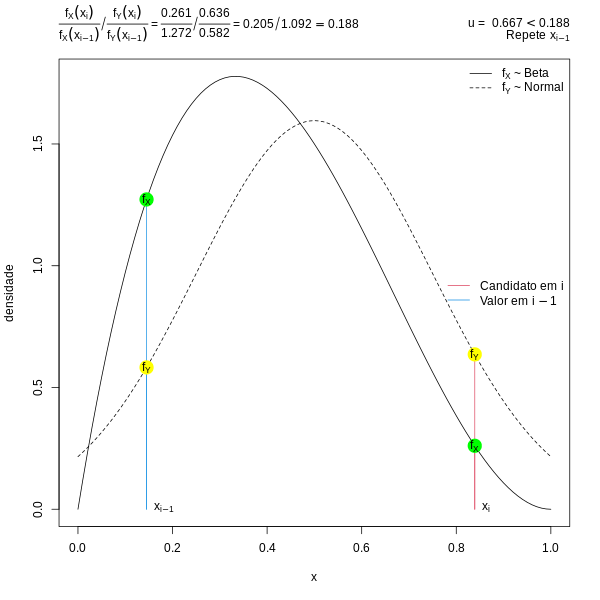 fX(xi)/fX(xi−1) / fY(xi)/fY(xi−1) = 0.261/1.272 / 0.636/0.582 = 0.205/1.092 = 0.188
u = 0.667 < 0.188
Repete xi−1
fX ~ Beta
fY ~ Normal
1.5
fX
1.0
Candidato em i
Valor em i − 1
densidade
fY
fY
0.5
fX
0.0
xi−1
xi
0.0 0.2 0.4 0.6 0.8 1.0
x